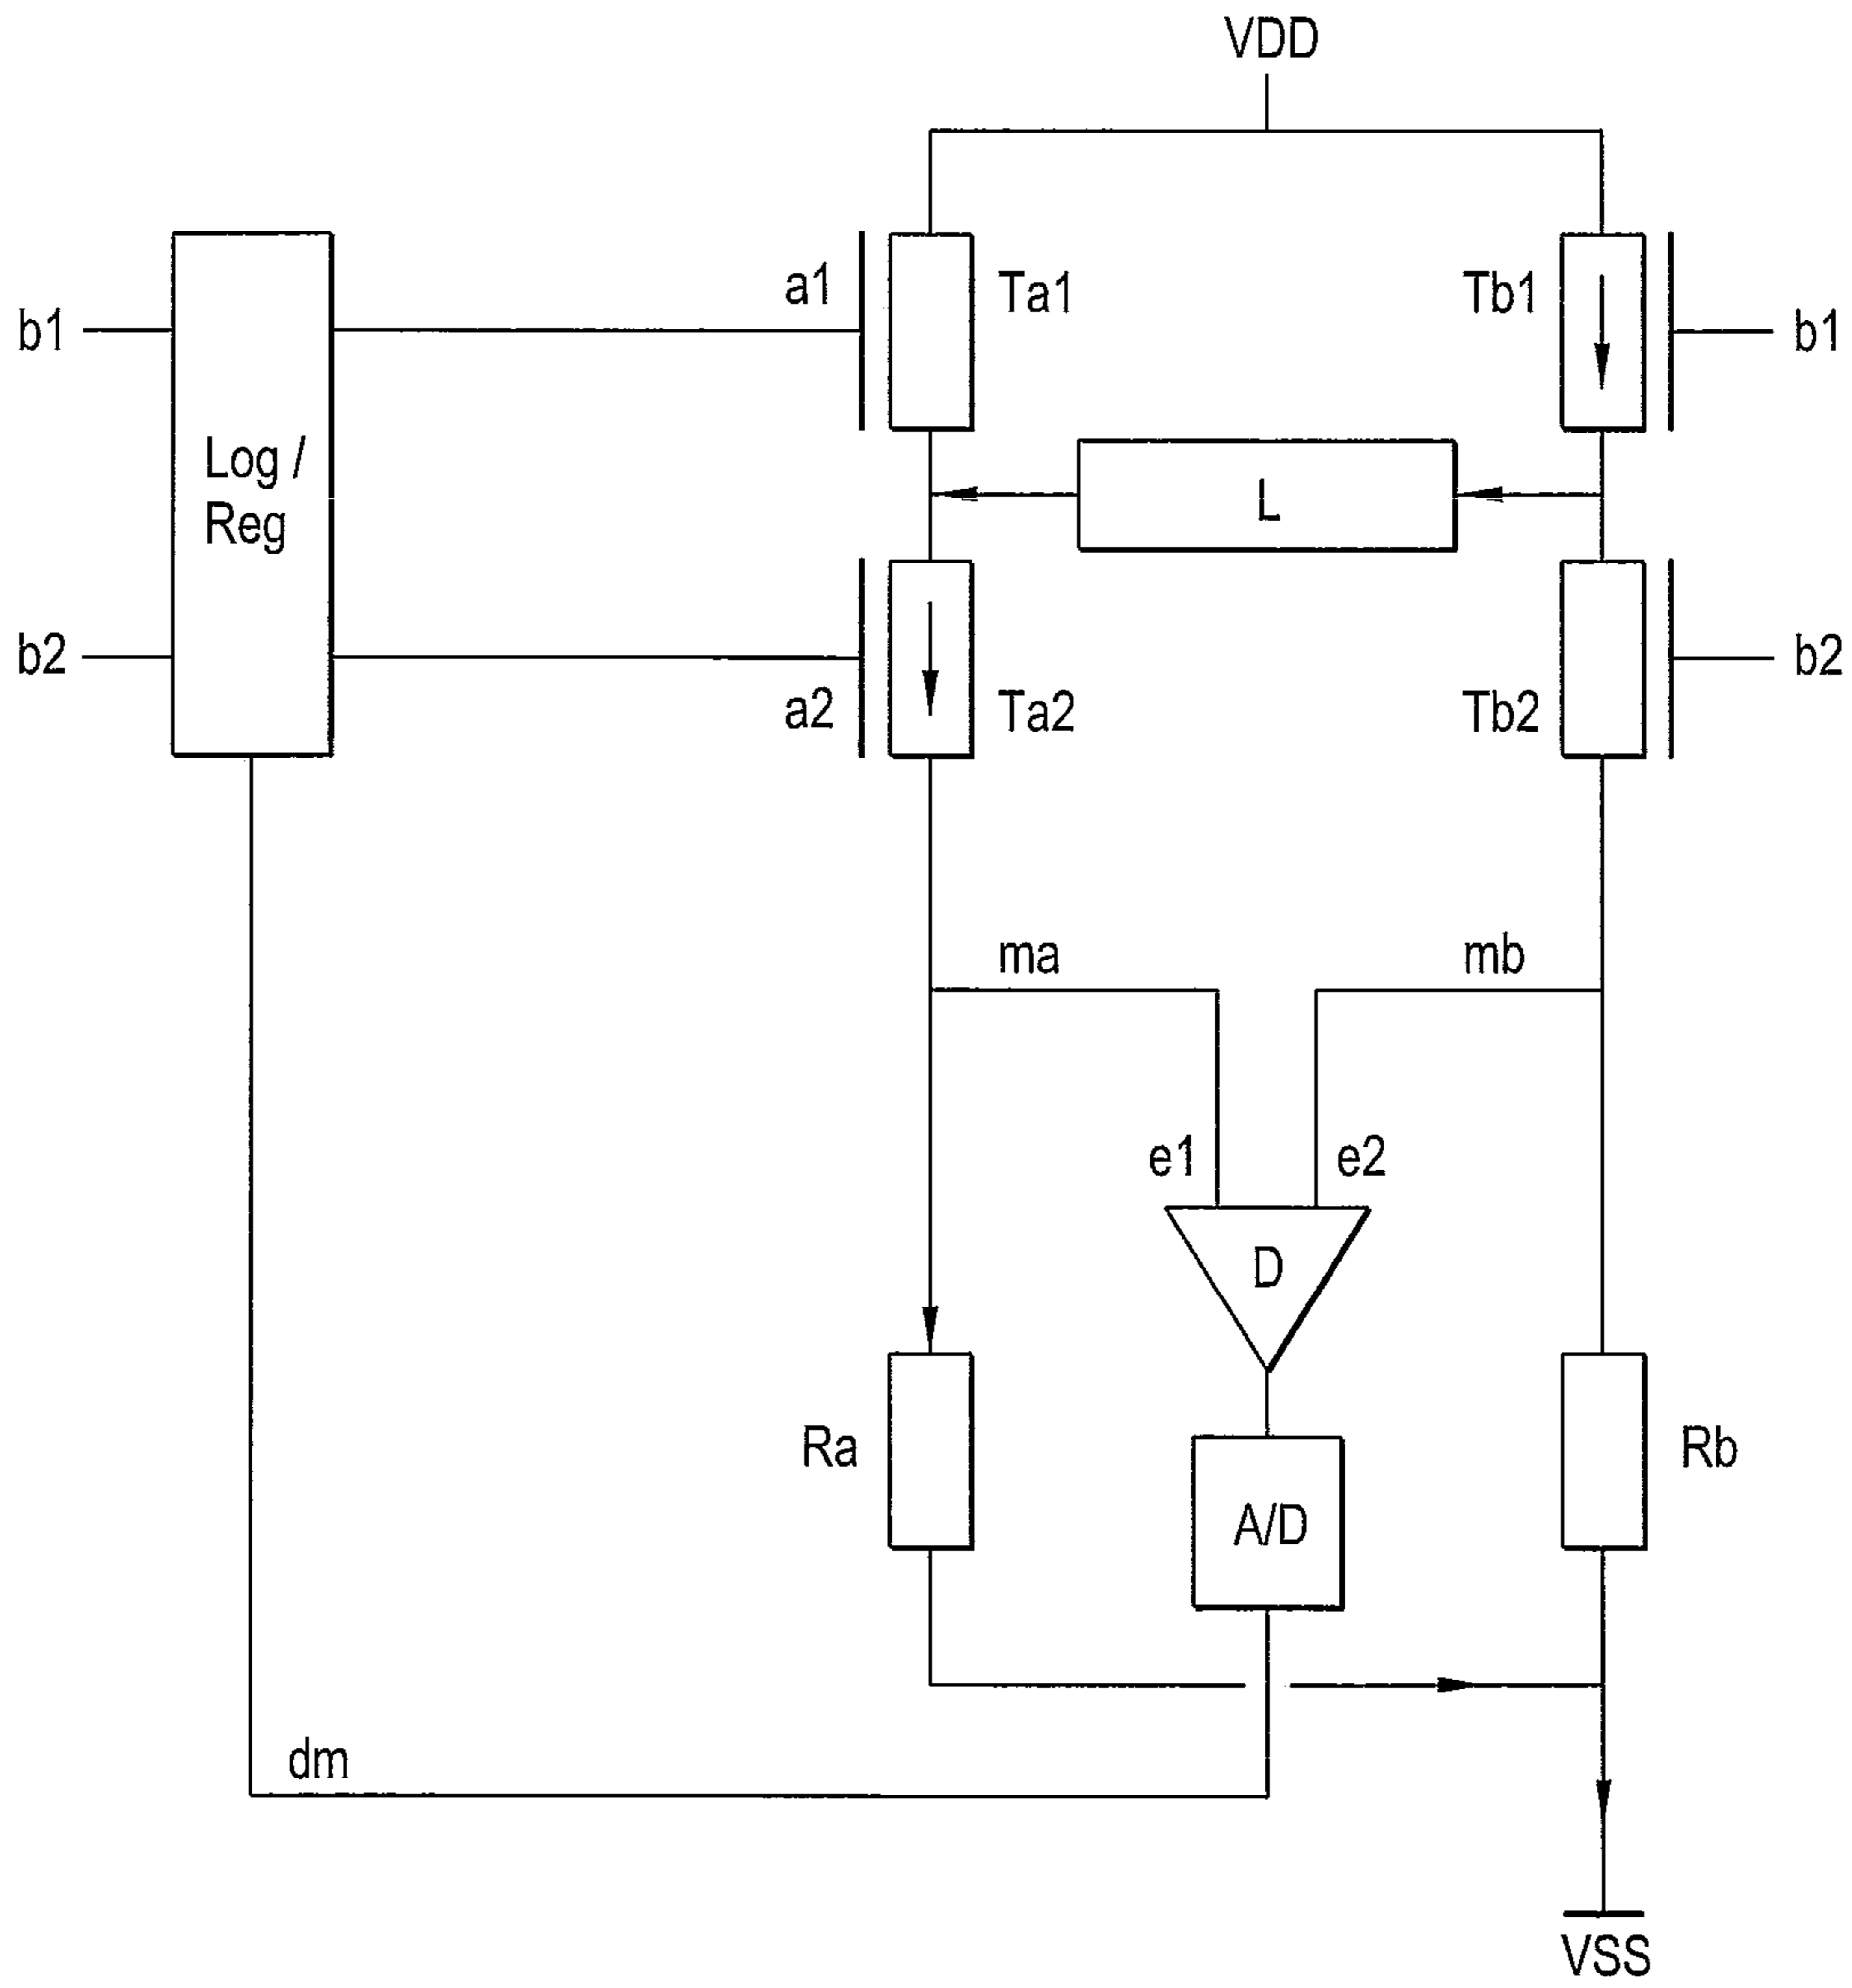 VDD
a1
Ta1
Tb1
b1
b1
Log /
Reg
L
b2
a2
Ta2
Tb2
b2
ma
mb
e1
e2
D
Ra
A/D
Rb
dm
VSS